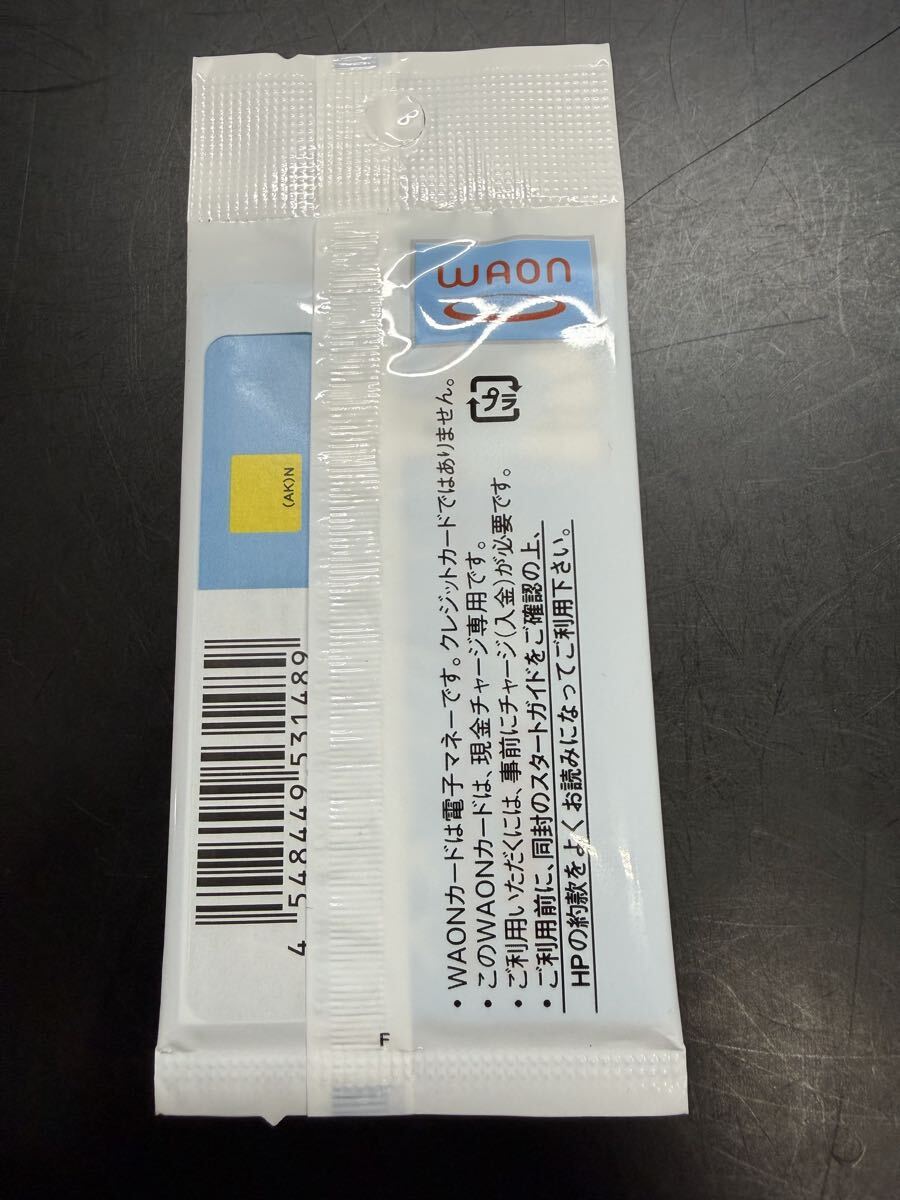 WAON
プラ
・WAONカードは電子マネーです。クレジットカードではありません。
・このWAONカードは、現金チャージ専用です。
・ご利用いただくには、事前にチャージ(入金)が必要です。
・ご利用前に、同封のスタートガイドをご確認の上、
HPの約款をよくお読みになってご利用下さい。
(AK)N
4 548449 531489